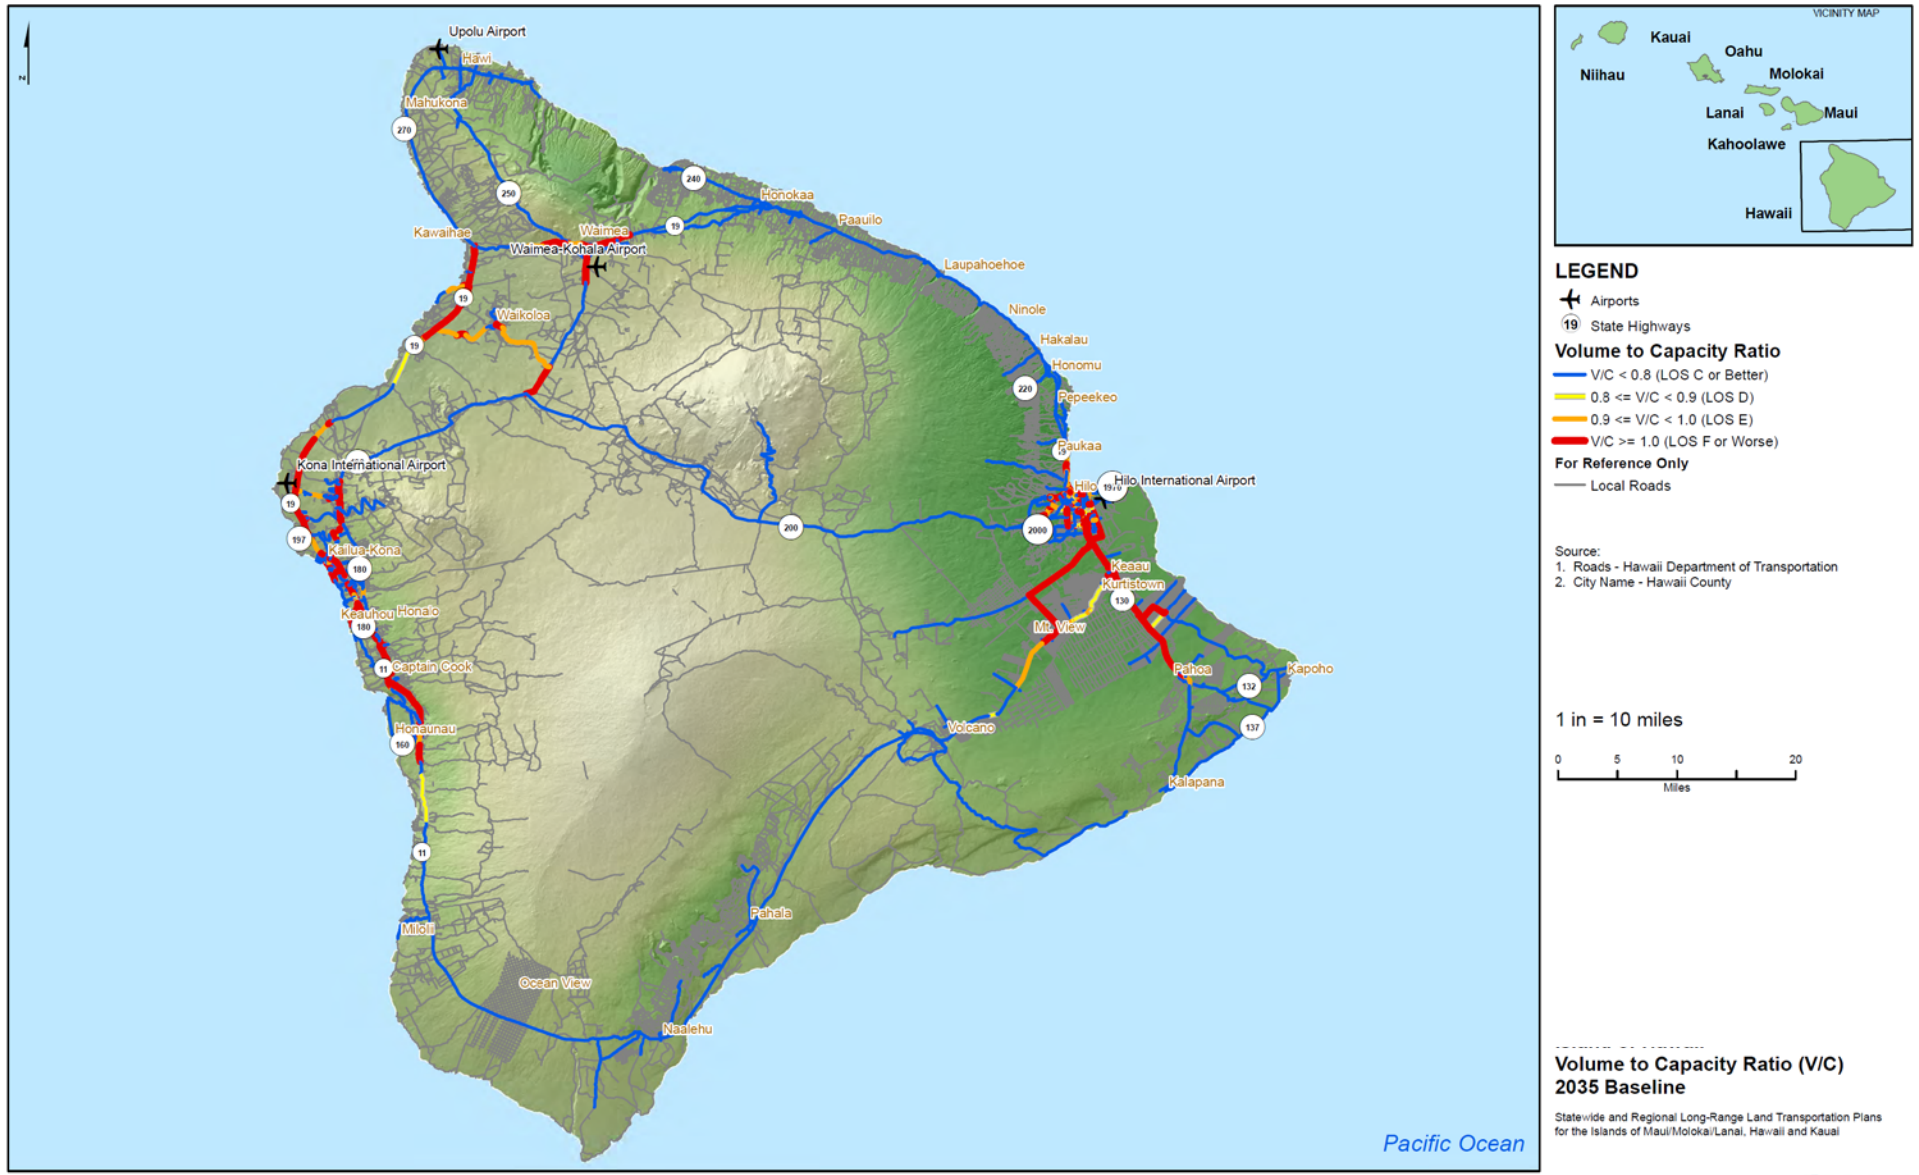 N
Upolu Airport
Hawi
Mahukona
270
250
240
Honokaa
19
Paauilo
Kawaihae
Waimea
Waimea-Kohala Airport
Laupahoehoe
19
Waikoloa
Ninole
19
Hakalau
Honomu
220
Pepeekeo
Paukaa
19
Kona International Airport
Hilo
1970
Hilo International Airport
19
197
200
2000
Kailua-Kona
180
Keaau
Kurtistown
130
Keauhou
Honalo
180
Mt. View
11
Captain Cook
Pahoa
Kapoho
132
Honaunau
160
Volcano
137
Kalapana
11
Pahala
Milolii
Ocean View
Naalehu
Pacific Ocean
VICINITY MAP
Kauai
Oahu
Niihau
Molokai
Lanai
Maui
Kahoolawe
Hawaii
LEGEND
Airports
19 State Highways
Volume to Capacity Ratio
V/C < 0.8 (LOS C or Better)
0.8 <= V/C < 0.9 (LOS D)
0.9 <= V/C < 1.0 (LOS E)
V/C >= 1.0 (LOS F or Worse)
For Reference Only
Local Roads
Source:
1. Roads - Hawaii Department of Transportation
2. City Name - Hawaii County
1 in = 10 miles
0 5 10 20
Miles
Volume to Capacity Ratio (V/C)
2035 Baseline
Statewide and Regional Long-Range Land Transportation Plans
for the Islands of Maui/Molokai/Lanai, Hawaii and Kauai